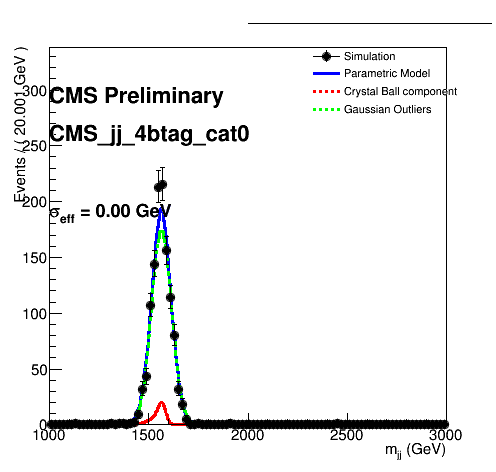 Simulation
Parametric Model
Crystal Ball component
Gaussian Outliers
CMS Preliminary
CMS_jj_4btag_cat0
σeff = 0.00 GeV
Events / ( 20.001 GeV )
300
250
200
150
100
50
0
1000 1500 2000 2500 3000
mjj (GeV)